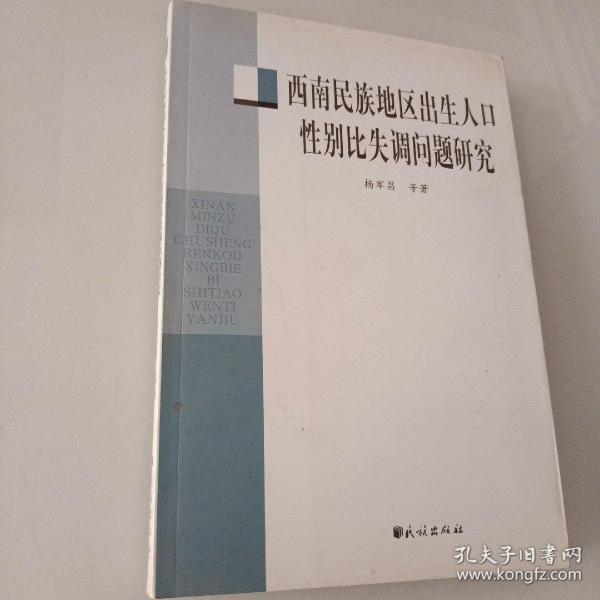 西南民族地区出生人口
性别比失调问题研究
杨军昌 等著
XINAN
MINZU
DIQU
CHUSHENG
RENKOU
XINGBIE
BI
SHITIAO
WENTI
YANJIU
民族出版社
孔夫子旧书网
www.kongfz.com